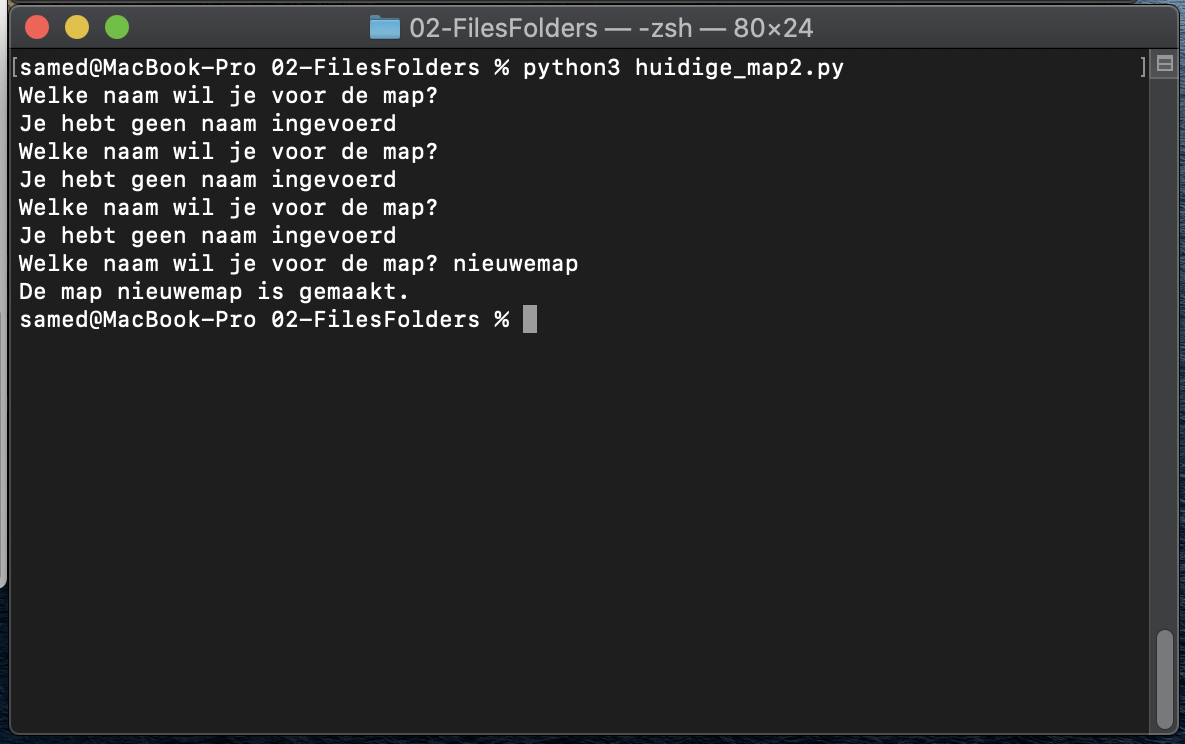 02-FilesFolders — -zsh — 80×24
[samed@MacBook-Pro 02-FilesFolders % python3 huidige_map2.py ]
Welke naam wil je voor de map?
Je hebt geen naam ingevoerd
Welke naam wil je voor de map?
Je hebt geen naam ingevoerd
Welke naam wil je voor de map?
Je hebt geen naam ingevoerd
Welke naam wil je voor de map? nieuwemap
De map nieuwemap is gemaakt.
samed@MacBook-Pro 02-FilesFolders %